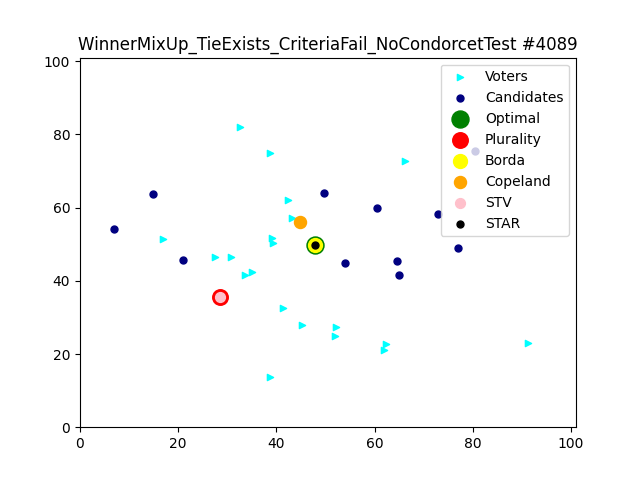 WinnerMixUp_TieExists_CriteriaFail_NoCondorcetTest #4089
100
80
60
40
20
0
0 20 40 60 80 100
Voters
Candidates
Optimal
Plurality
Borda
Copeland
STV
STAR